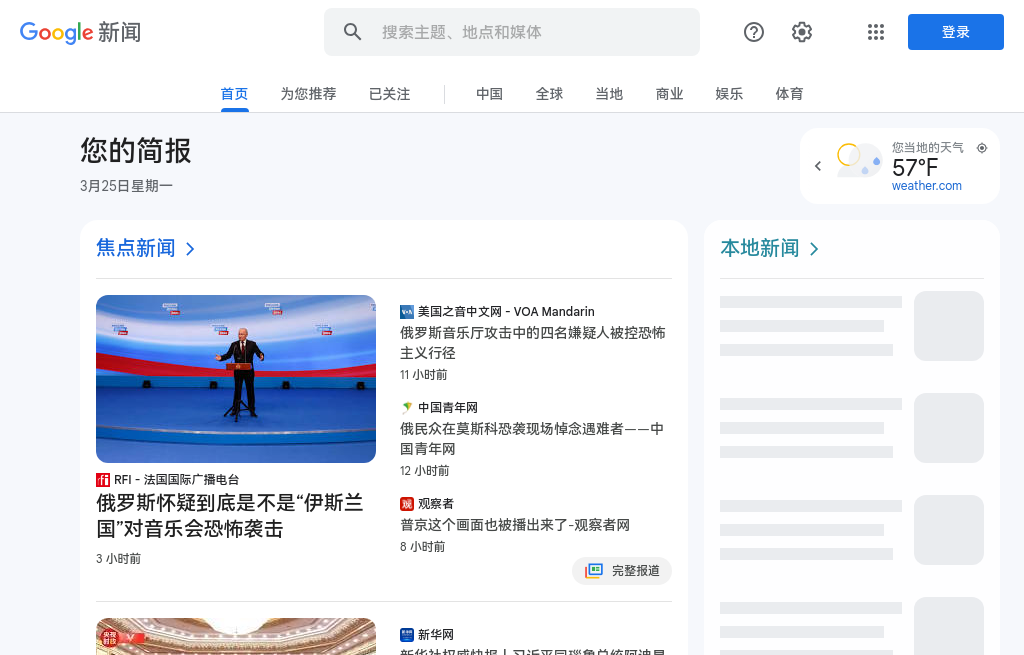 Google 新闻
搜索主题、地点和媒体
登录
首页
为您推荐
已关注
中国
全球
当地
商业
娱乐
体育
您的简报
3月25日星期一
您当地的天气
57°F
weather.com
焦点新闻
RFI - 法国国际广播电台
俄罗斯怀疑到底是不是“伊斯兰
国”对音乐会恐怖袭击
3 小时前
美国之音中文网 - VOA Mandarin
俄罗斯音乐厅攻击中的四名嫌疑人被控恐怖
主义行径
11 小时前
中国青年网
俄民众在莫斯科恐袭现场悼念遇难者——中
国青年网
12 小时前
观察者
普京这个画面也被播出来了-观察者网
8 小时前
完整报道
央视
时政
新华网
本地新闻